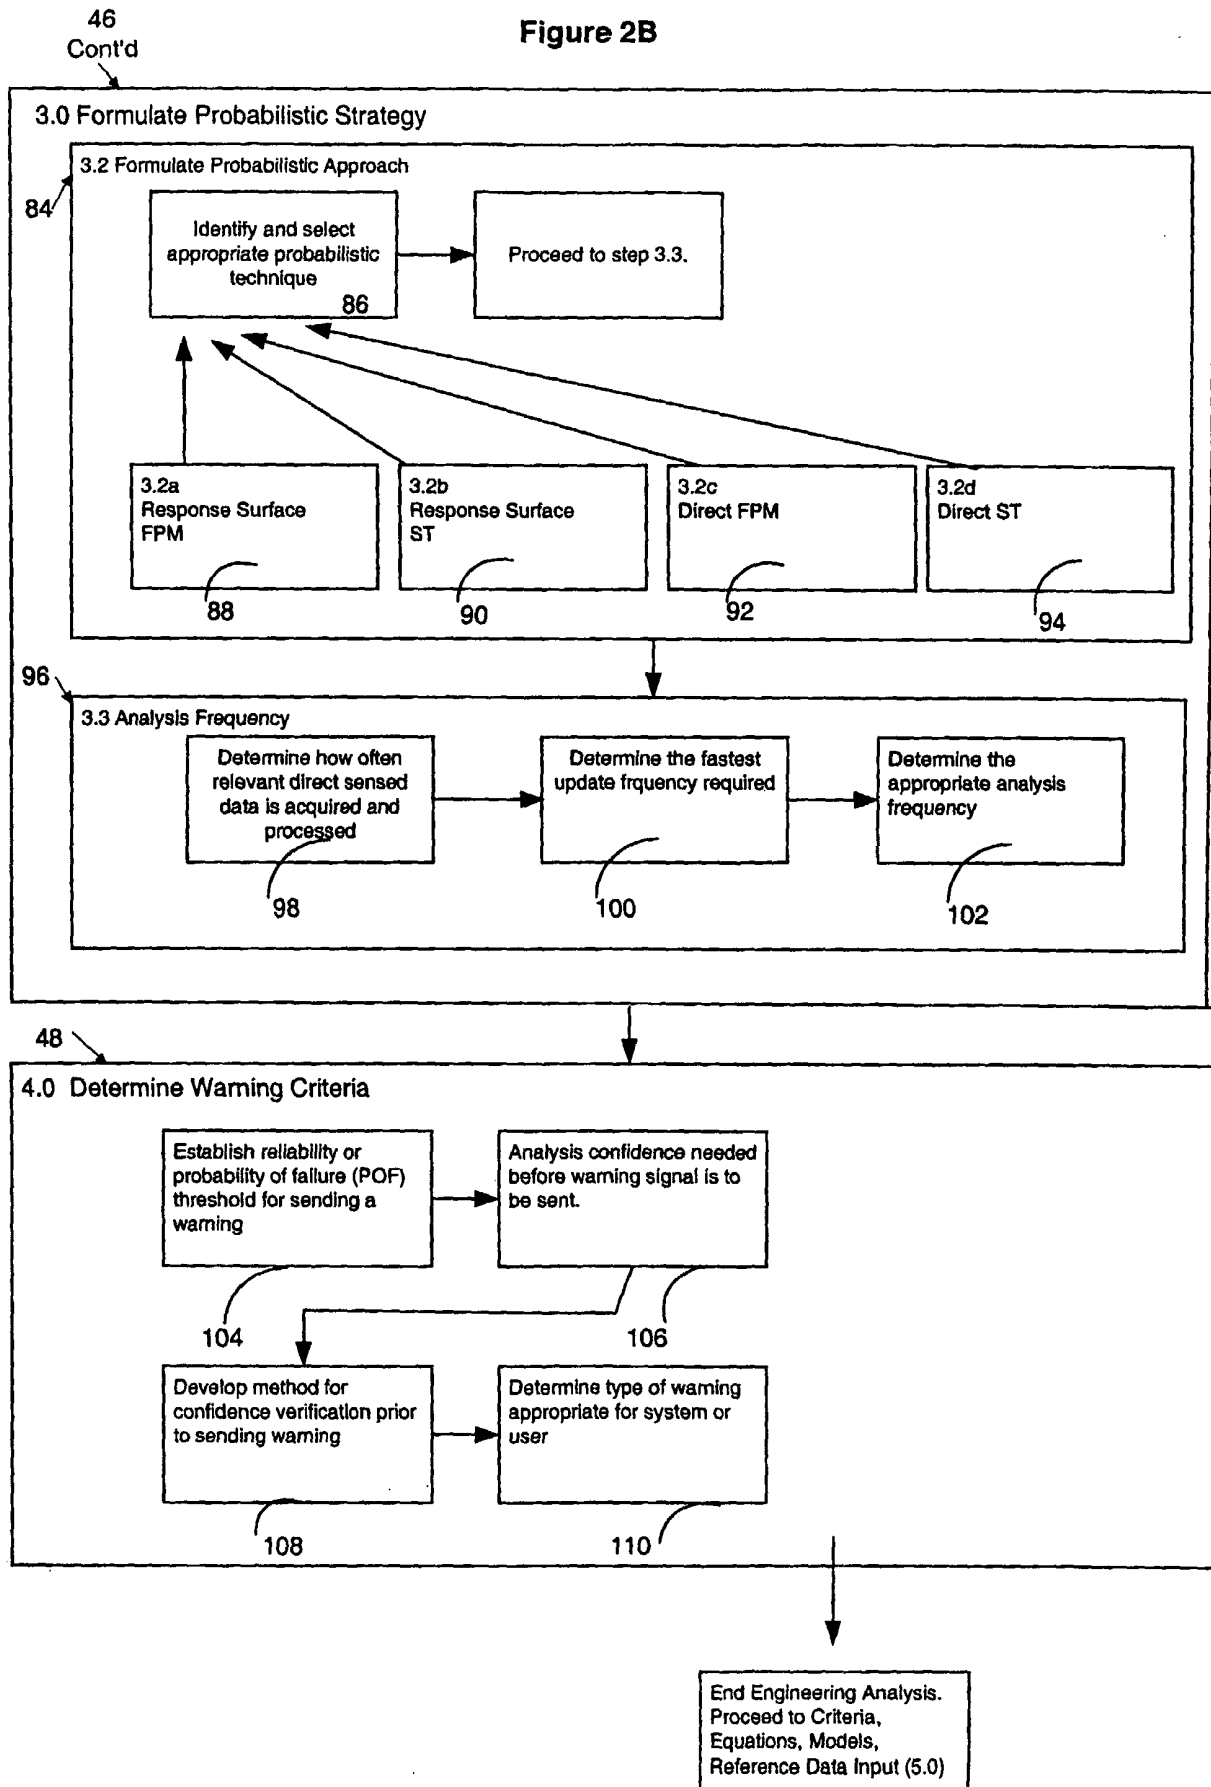 Figure 2B
46
Cont'd
3.0 Formulate Probabilistic Strategy
3.2 Formulate Probabilistic Approach
84
Identify and select
appropriate probabilistic
technique
86
Proceed to step 3.3.
3.2a
Response Surface
FPM
88
3.2b
Response Surface
ST
90
3.2c
Direct FPM
92
3.2d
Direct ST
94
96
3.3 Analysis Frequency
Determine how often
relevant direct sensed
data is acquired and
processed
98
Determine the fastest
update frquency required
100
Determine the
appropriate analysis
frequency
102
48
4.0 Determine Warning Criteria
Establish reliability or
probability of failure (POF)
threshold for sending a
warning
104
Analysis confidence needed
before warning signal is to
be sent.
106
Develop method for
confidence verification prior
to sending warning
108
Determine type of warning
appropriate for system or
user
110
End Engineering Analysis.
Proceed to Criteria,
Equations, Models,
Reference Data Input (5.0)